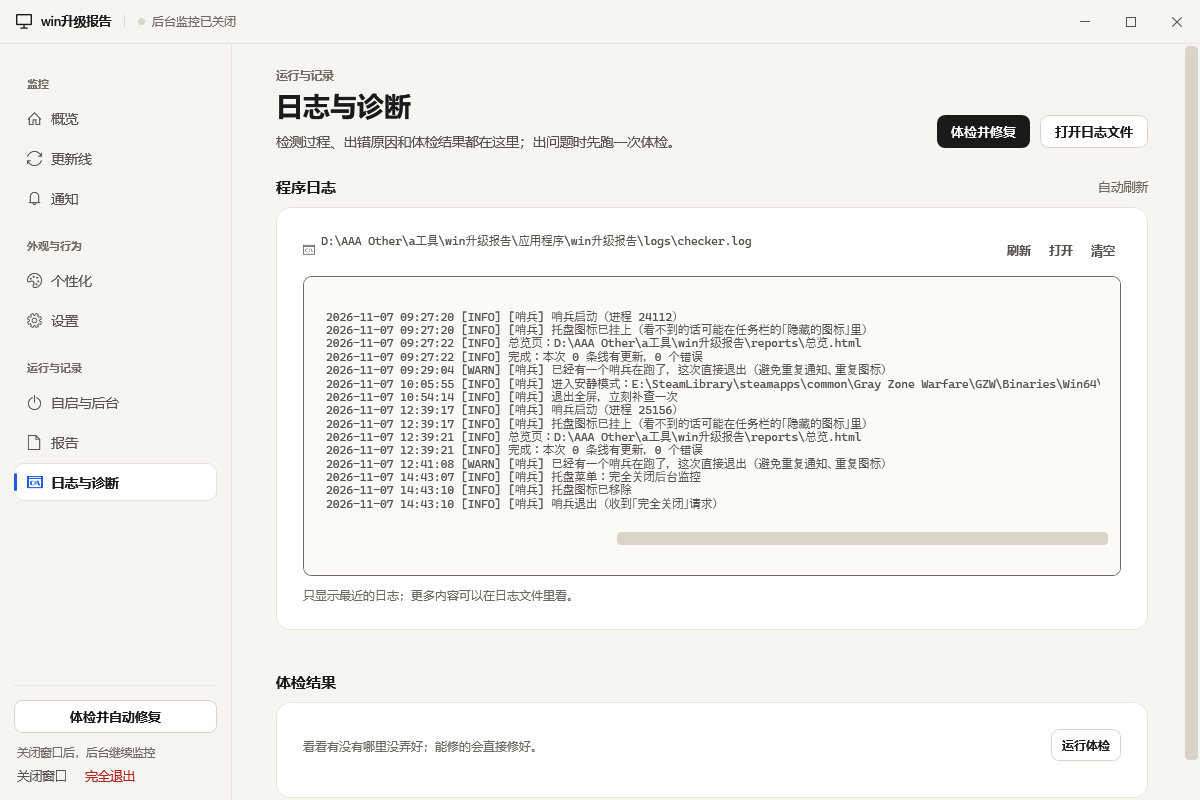 win升级报告
后台监控已关闭
监控
概览
更新线
通知
外观与行为
个性化
设置
运行与记录
自启与后台
报告
日志与诊断
体检并自动修复
关闭窗口后，后台继续监控
关闭窗口 完全退出
运行与记录
日志与诊断
检测过程、出错原因和体检结果都在这里；出问题时先跑一次体检。
体检并修复 打开日志文件
程序日志
自动刷新
D:\AAA Other\a工具\win升级报告\应用程序\win升级报告\logs\checker.log
刷新 打开 清空
2026-11-07 09:27:20 [INFO] [哨兵] 哨兵启动（进程 24112）
2026-11-07 09:27:20 [INFO] [哨兵] 托盘图标已挂上（看不到的话可能在任务栏的「隐藏的图标」里）
2026-11-07 09:27:22 [INFO] 总览页：D:\AAA Other\a工具\win升级报告\reports\总览.html
2026-11-07 09:27:22 [INFO] 完成：本次 0 条线有更新，0 个错误
2026-11-07 09:29:04 [WARN] [哨兵] 已经有一个哨兵在跑了，这次直接退出（避免重复通知、重复图标）
2026-11-07 10:05:55 [INFO] [哨兵] 进入安静模式：E:\SteamLibrary\steamapps\common\Gray Zone Warfare\GZW\Binaries\Win64\
2026-11-07 10:54:14 [INFO] [哨兵] 退出全屏，立刻补查一次
2026-11-07 12:39:17 [INFO] [哨兵] 哨兵启动（进程 25156）
2026-11-07 12:39:17 [INFO] [哨兵] 托盘图标已挂上（看不到的话可能在任务栏的「隐藏的图标」里）
2026-11-07 12:39:21 [INFO] 总览页：D:\AAA Other\a工具\win升级报告\reports\总览.html
2026-11-07 12:39:21 [INFO] 完成：本次 0 条线有更新，0 个错误
2026-11-07 12:41:08 [WARN] [哨兵] 已经有一个哨兵在跑了，这次直接退出（避免重复通知、重复图标）
2026-11-07 14:43:07 [INFO] [哨兵] 托盘菜单：完全关闭后台监控
2026-11-07 14:43:10 [INFO] [哨兵] 托盘图标已移除
2026-11-07 14:43:10 [INFO] [哨兵] 哨兵退出（收到「完全关闭」请求）
只显示最近的日志；更多内容可以在日志文件里看。
体检结果
看看有没有哪里没弄好；能修的会直接修好。
运行体检